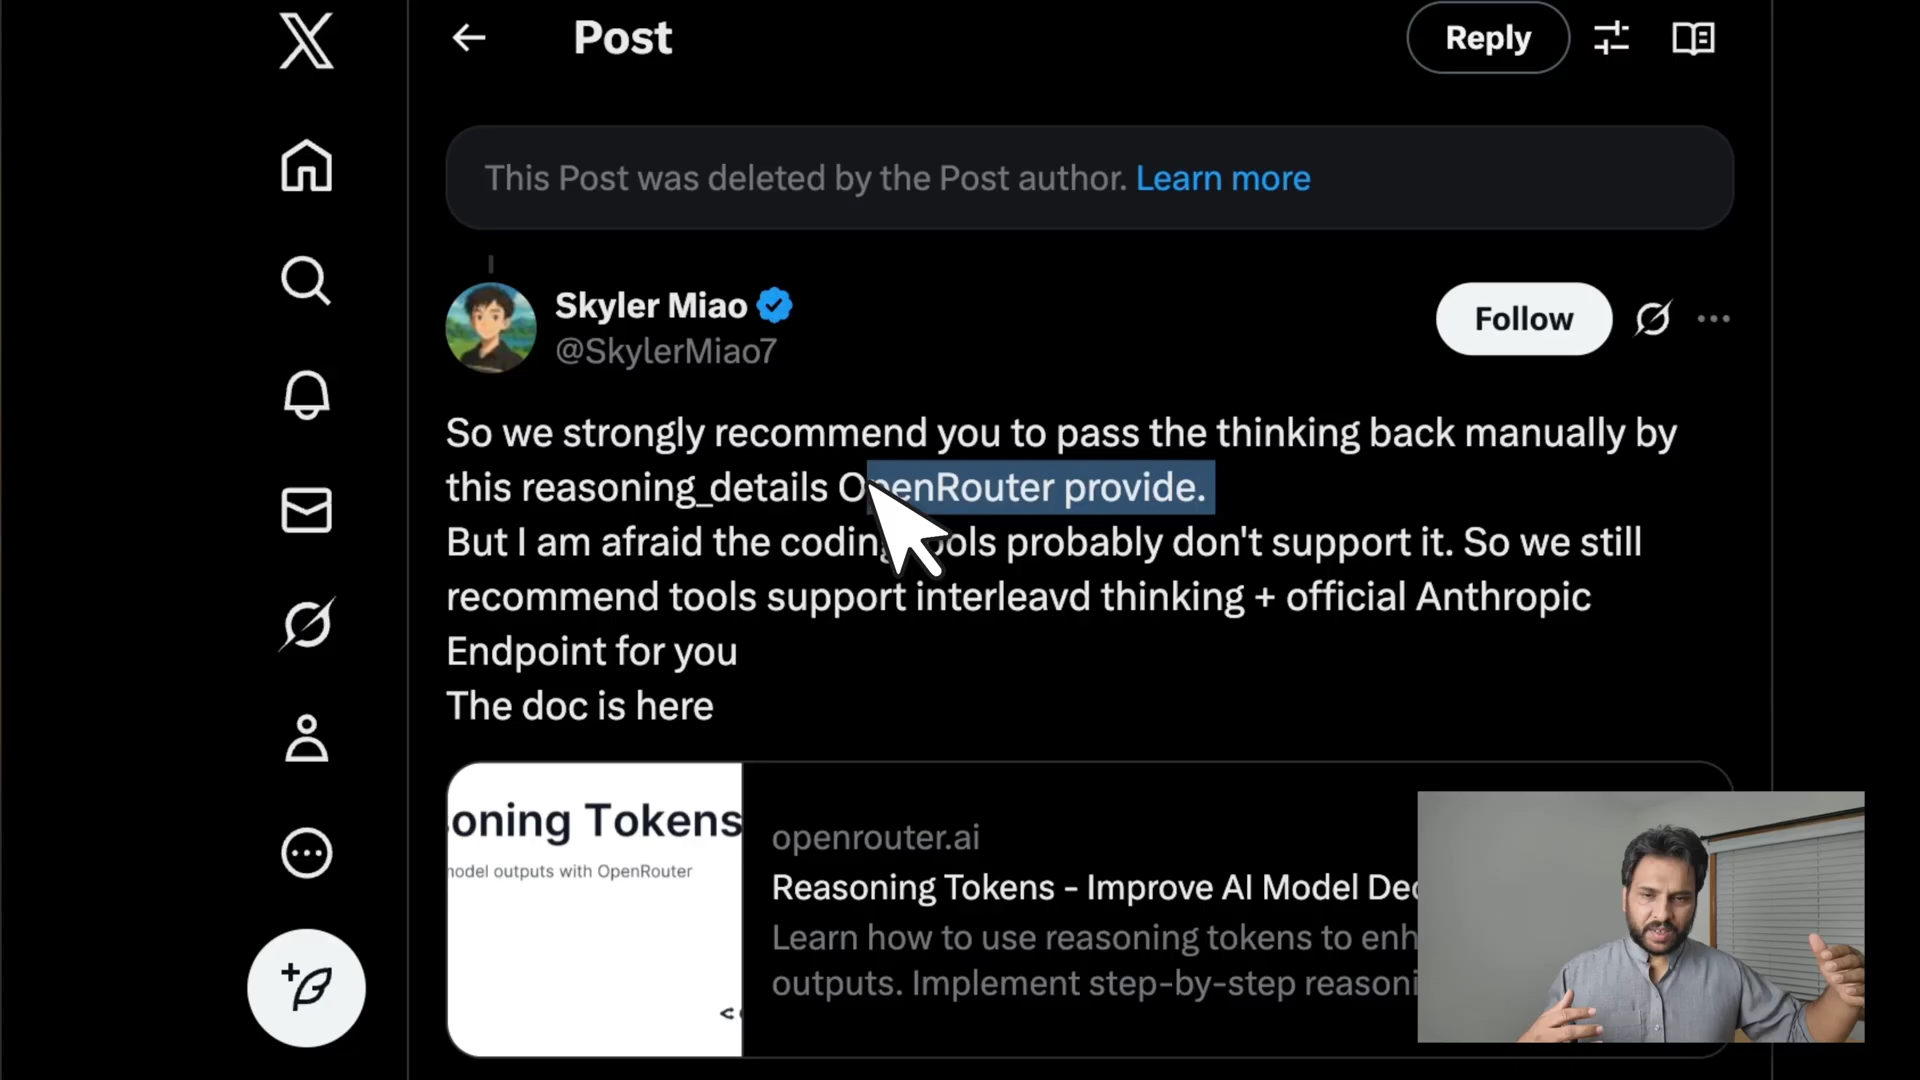 Post
Reply
This Post was deleted by the Post author. Learn more
Skyler Miao
@SkylerMiao7
Follow
So we strongly recommend you to pass the thinking back manually by
this reasoning_details OpenRouter provide.
But I am afraid the coding tools probably don't support it. So we still
recommend tools support interleavd thinking + official Anthropic
Endpoint for you
The doc is here
oning Tokens
model outputs with OpenRouter
openrouter.ai
Reasoning Tokens - Improve AI Model Dec
Learn how to use reasoning tokens to enh
outputs. Implement step-by-step reasoni